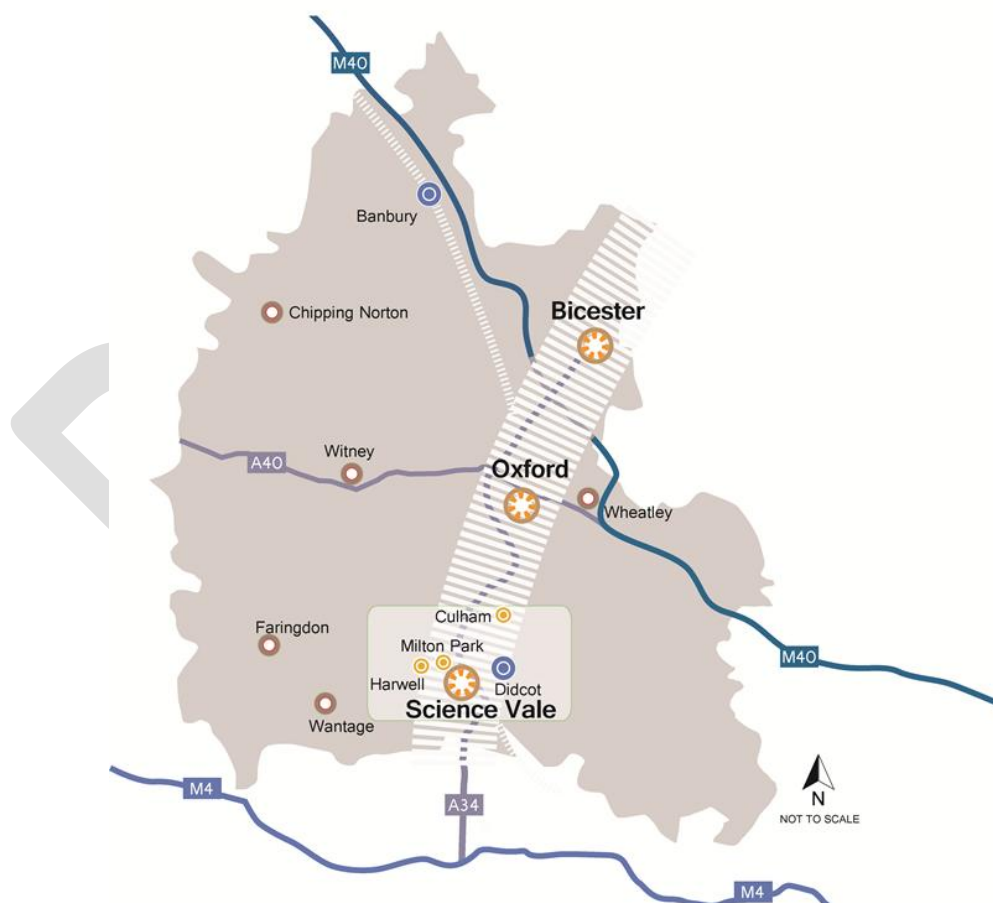 M40
Banbury
Bicester
Chipping Norton
Witney
A40
Oxford
Wheatley
Culham
Faringdon
Milton Park
M40
Harwell
Didcot
Science Vale
Wantage
M4
A34
N
NOT TO SCALE
M4